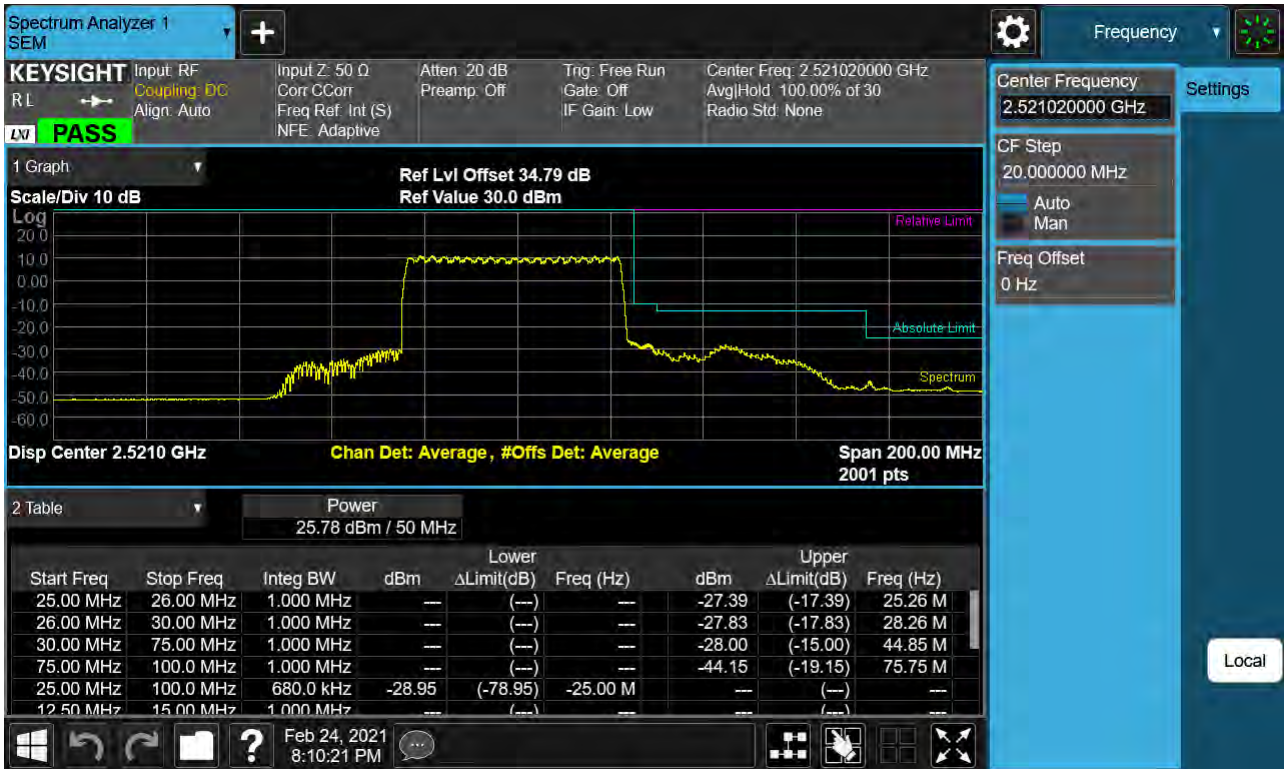 Spectrum Analyzer 1
SEM
+
Frequency
KEYSIGHT
RL
LXI
PASS
Input: RF
Coupling: DC
Align: Auto
Input Z: 50 Ω
Corr CCorr
Freq Ref: Int (S)
NFE: Adaptive
Atten: 20 dB
Preamp: Off
Trig: Free Run
Gate: Off
IF Gain: Low
Center Freq: 2.521020000 GHz
Avg|Hold: 100.00% of 30
Radio Std: None
Center Frequency
2.521020000 GHz
Settings
CF Step
20.000000 MHz
Auto
Man
Freq Offset
0 Hz
1 Graph
Ref Lvl Offset 34.79 dB
Scale/Div 10 dB
Ref Value 30.0 dBm
Log
20.0
10.0
0.00
-10.0
-20.0
-30.0
-40.0
-50.0
-60.0
Relative Limit
Absolute Limit
Spectrum
Disp Center 2.5210 GHz
Chan Det: Average, #Offs Det: Average
Span 200.00 MHz
2001 pts
2 Table
Power
25.78 dBm / 50 MHz
Lower Upper
Start Freq Stop Freq Integ BW dBm ΔLimit(dB) Freq (Hz) dBm ΔLimit(dB) Freq (Hz)
25.00 MHz 26.00 MHz 1.000 MHz --- (---) --- -27.39 (-17.39) 25.26 M
26.00 MHz 30.00 MHz 1.000 MHz --- (---) --- -27.83 (-17.83) 28.26 M
30.00 MHz 75.00 MHz 1.000 MHz --- (---) --- -28.00 (-15.00) 44.85 M
75.00 MHz 100.0 MHz 1.000 MHz --- (---) --- -44.15 (-19.15) 75.75 M
25.00 MHz 100.0 MHz 680.0 kHz -28.95 (-78.95) -25.00 M --- (---) ---
12.50 MHz 15.00 MHz 1.000 MHz --- (---) --- --- (---) ---
Local
?
Feb 24, 2021
8:10:21 PM